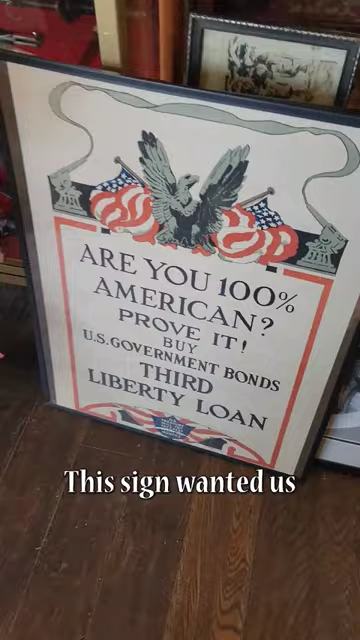 ARE YOU 100%
AMERICAN?
PROVE IT!
BUY
U.S. GOVERNMENT BONDS
THIRD
LIBERTY LOAN
This sign wanted us